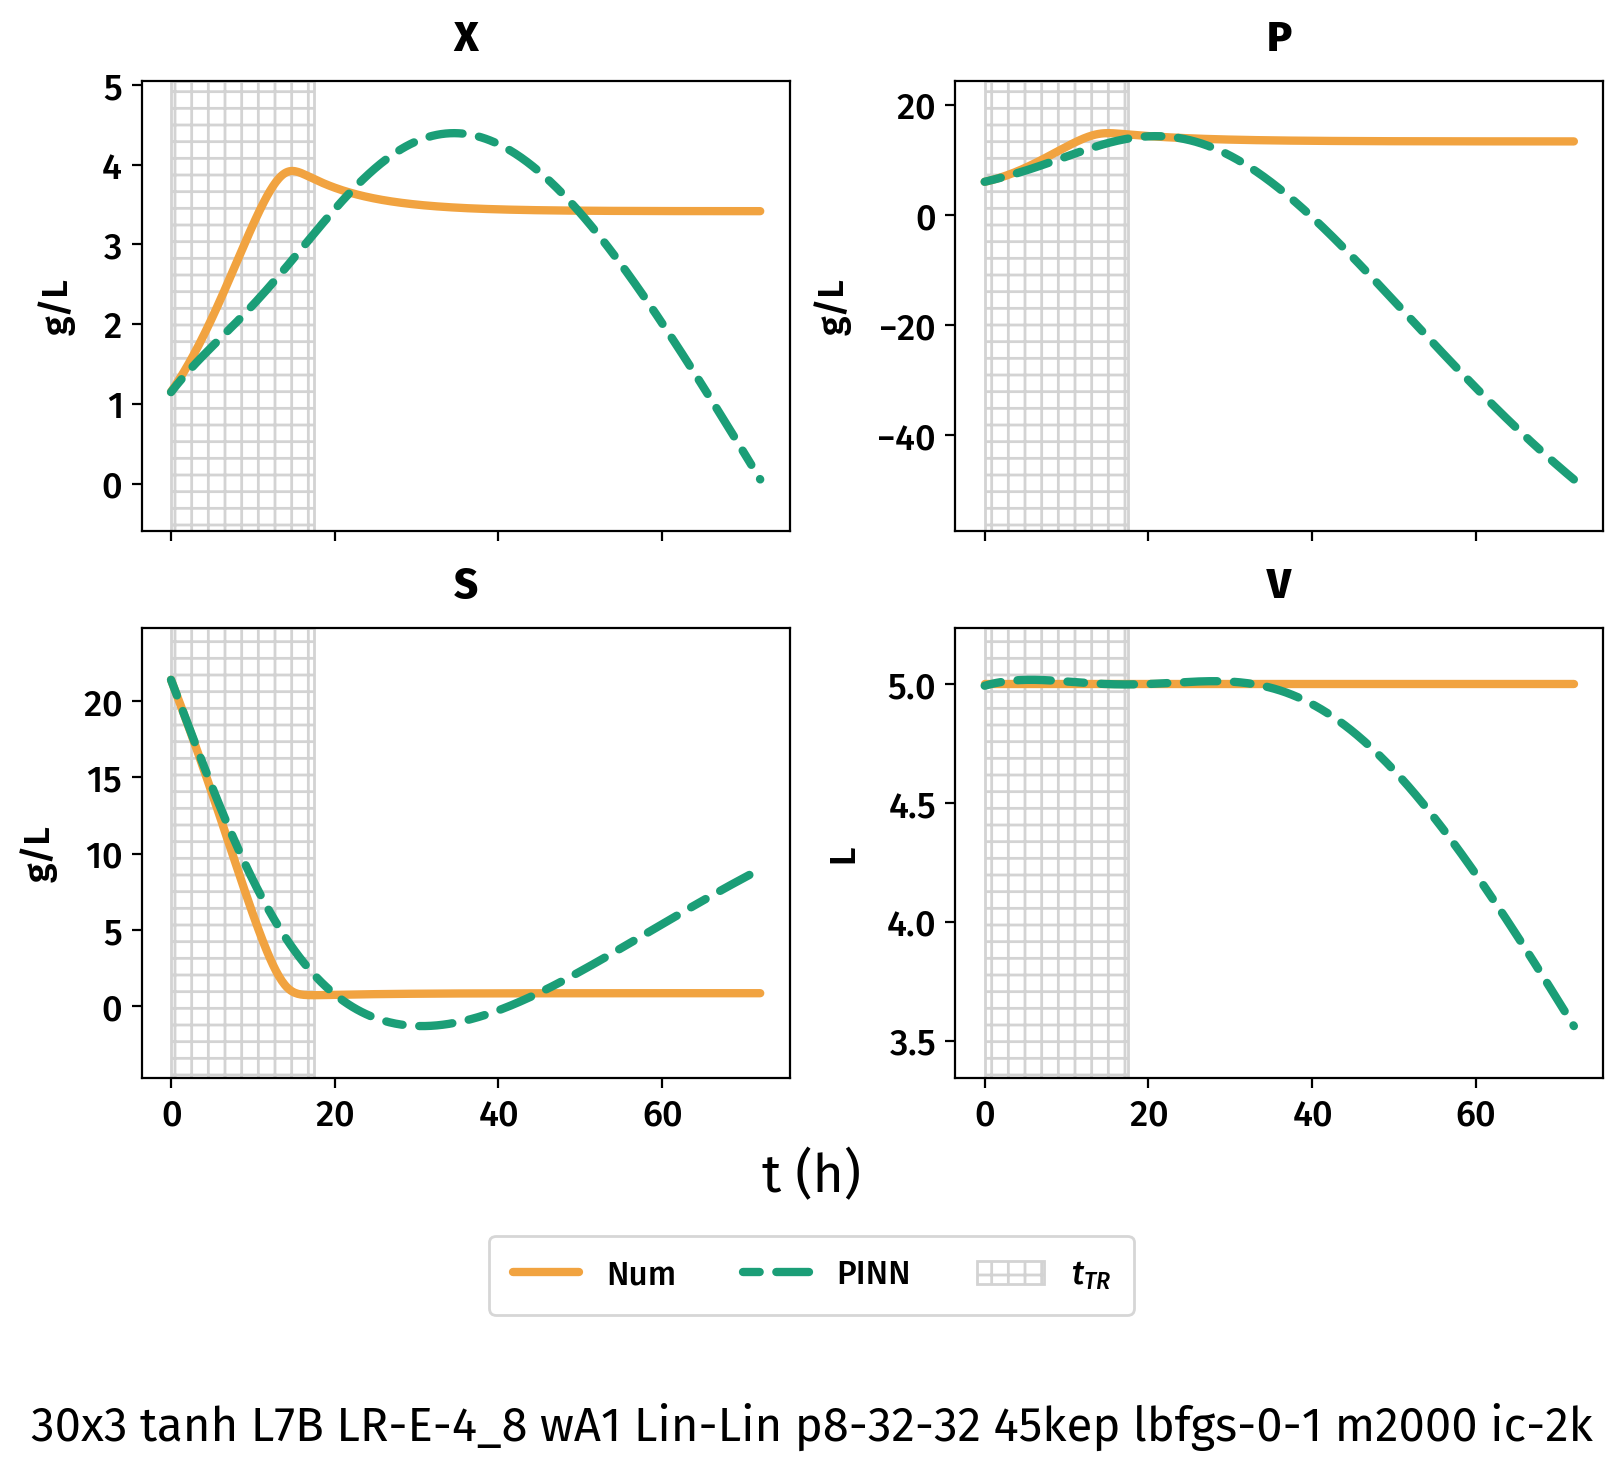 X
5
4
3
2
1
0
g/L
P
20
0
−20
−40
g/L
S
20
15
10
5
0
g/L
0 20 40 60
V
5.0
4.5
4.0
3.5
L
0 20 40 60
t (h)
Num PINN t_TR
30x3 tanh L7B LR-E-4_8 wA1 Lin-Lin p8-32-32 45kep lbfgs-0-1 m2000 ic-2k